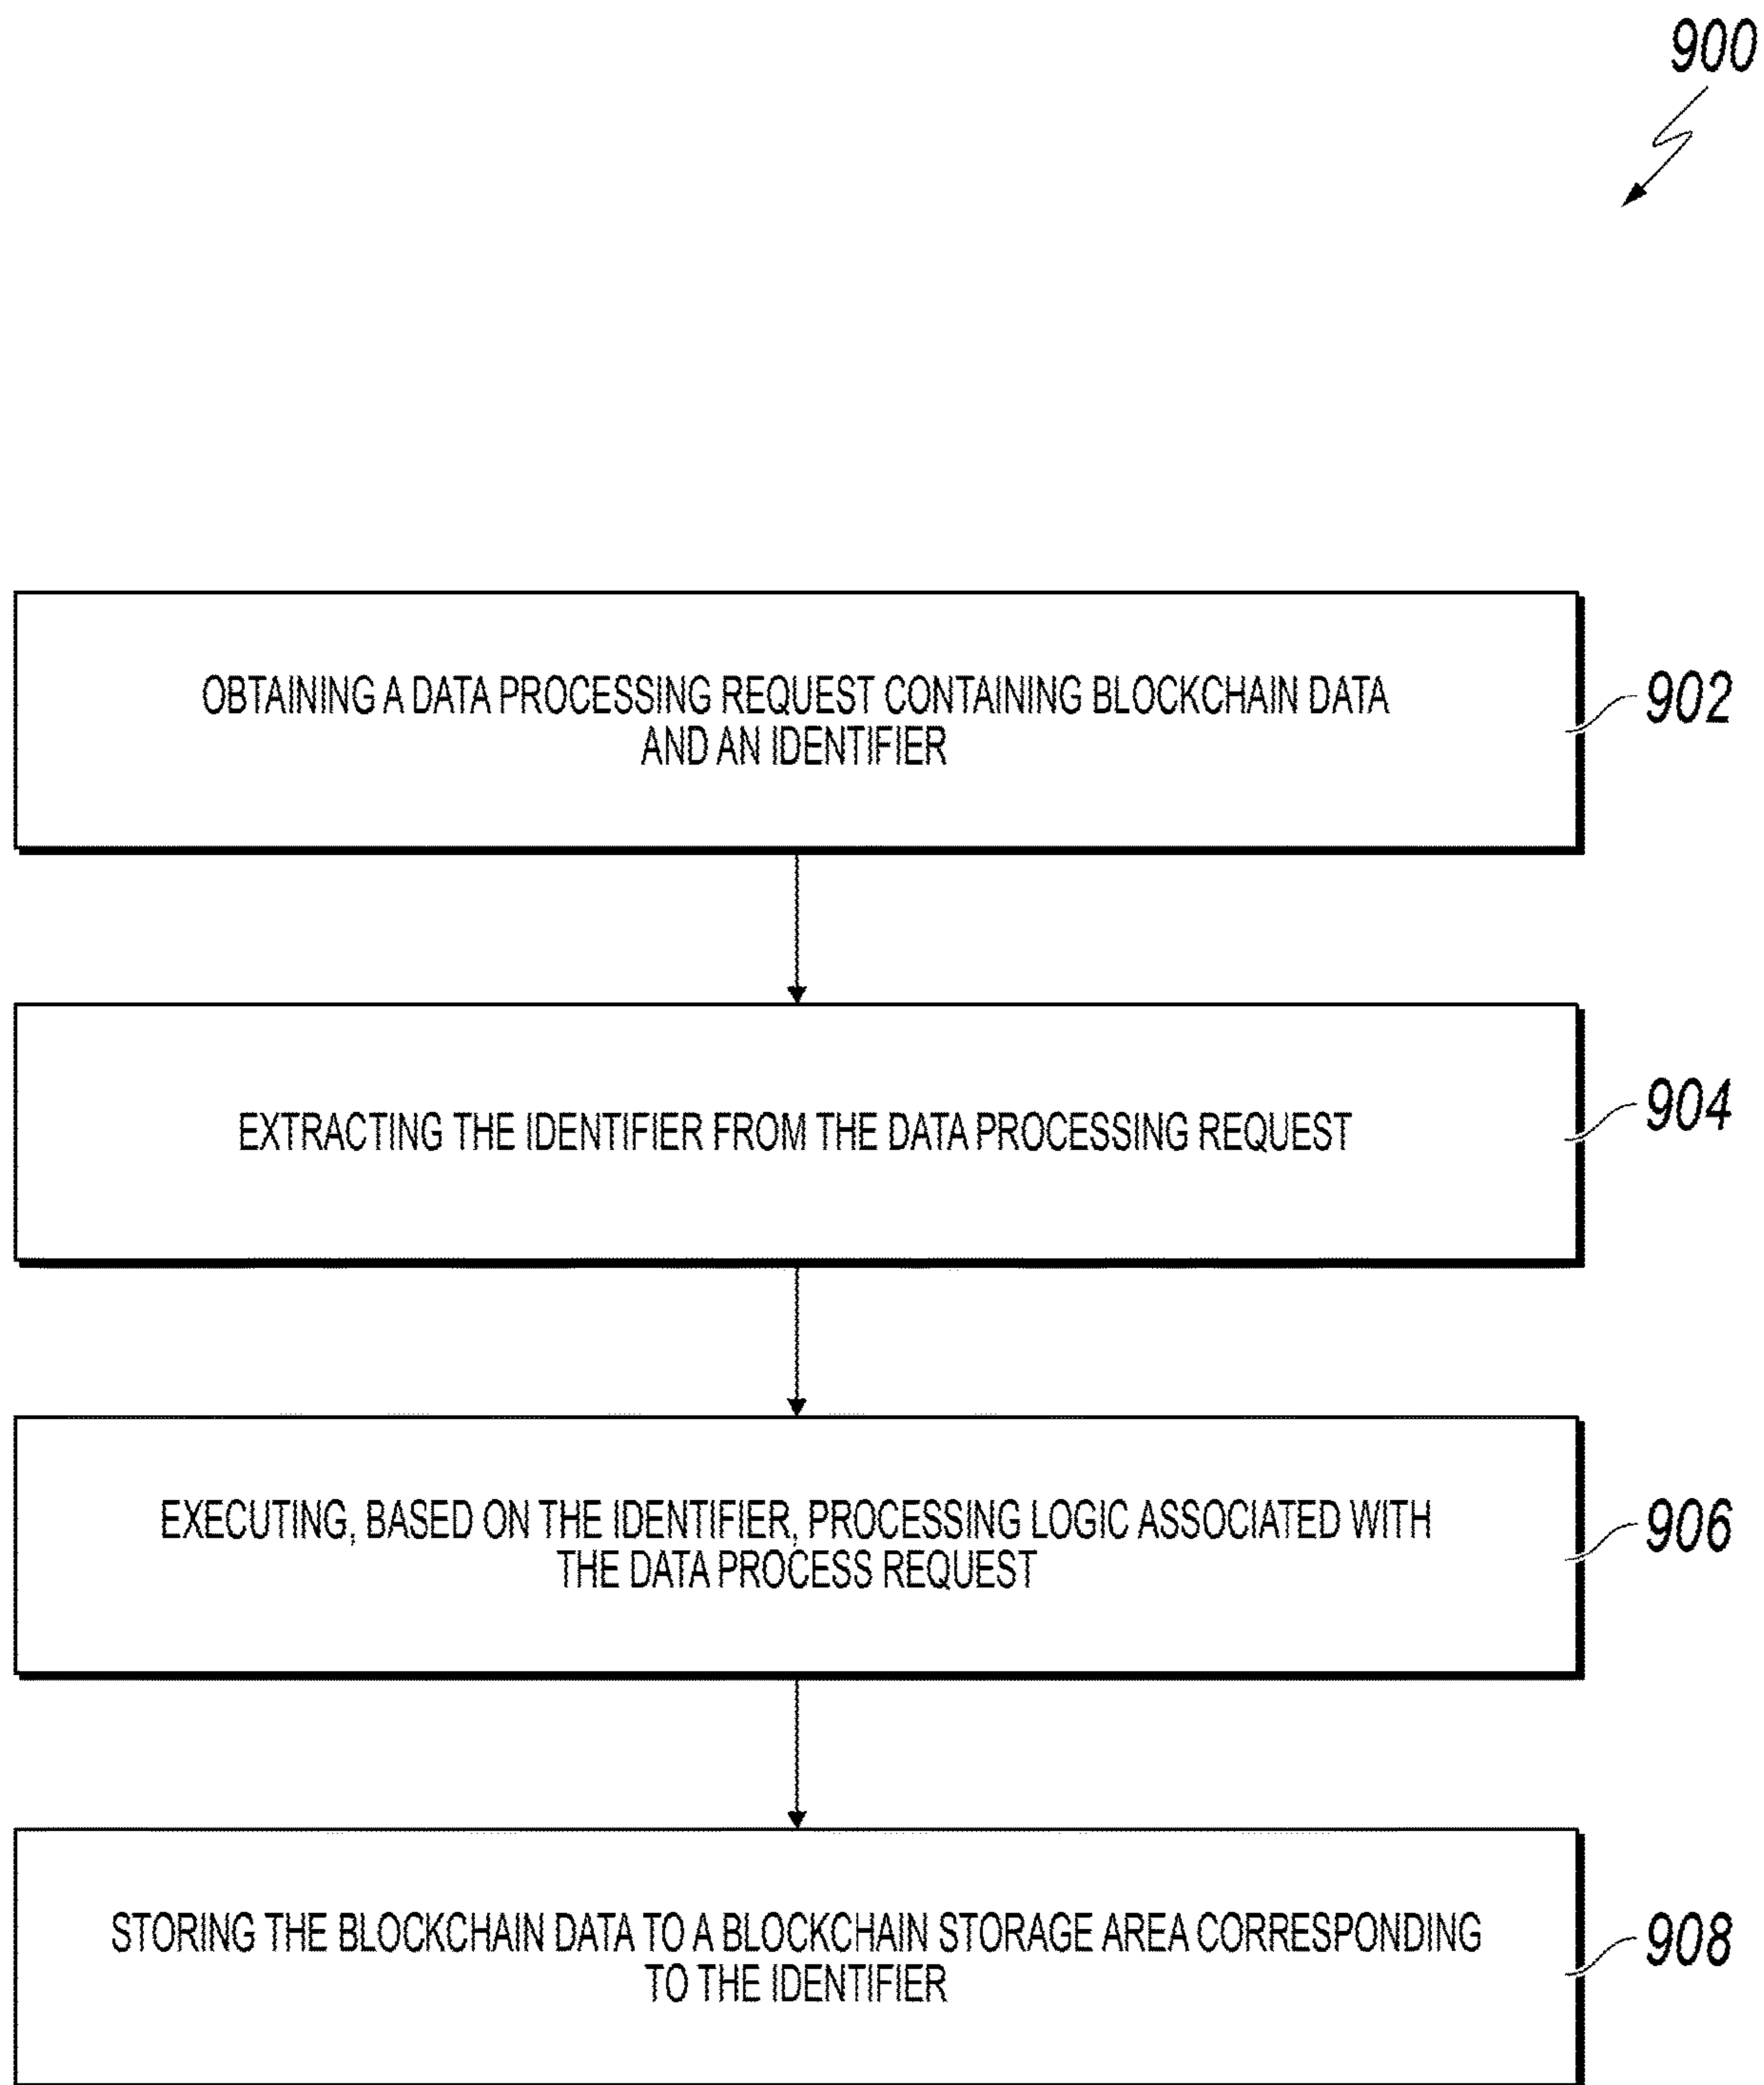 900
OBTAINING A DATA PROCESSING REQUEST CONTAINING BLOCKCHAIN DATA
AND AN IDENTIFIER
902
EXTRACTING THE IDENTIFIER FROM THE DATA PROCESSING REQUEST
904
EXECUTING, BASED ON THE IDENTIFIER, PROCESSING LOGIC ASSOCIATED WITH
THE DATA PROCESS REQUEST
906
STORING THE BLOCKCHAIN DATA TO A BLOCKCHAIN STORAGE AREA CORRESPONDING
TO THE IDENTIFIER
908